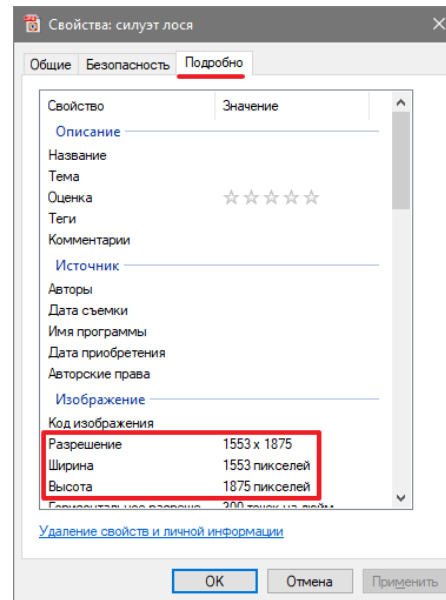 Свойства: силуэт лося
Общие Безопасность Подробно
Свойство Значение
Описание
Название
Тема
Оценка
Теги
Комментарии
Источник
Авторы
Дата съемки
Имя программы
Дата приобретения
Авторские права
Изображение
Код изображения
Разрешение 1553 x 1875
Ширина 1553 пикселей
Высота 1875 пикселей
Удаление свойств и личной информации
OK Отмена Применить